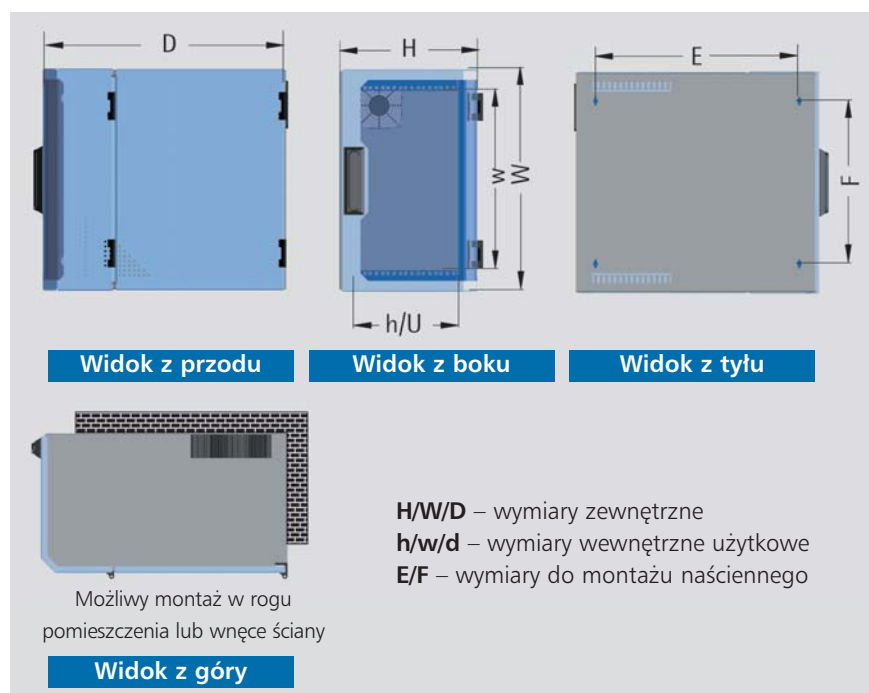 D
H
E
w
W
F
h/U
Widok z przodu
Widok z boku
Widok z tyłu
H/W/D – wymiary zewnętrzne
h/w/d – wymiary wewnętrzne użytkowe
E/F – wymiary do montażu naściennego
Możliwy montaż w rogu
pomieszczenia lub wnęce ściany
Widok z góry